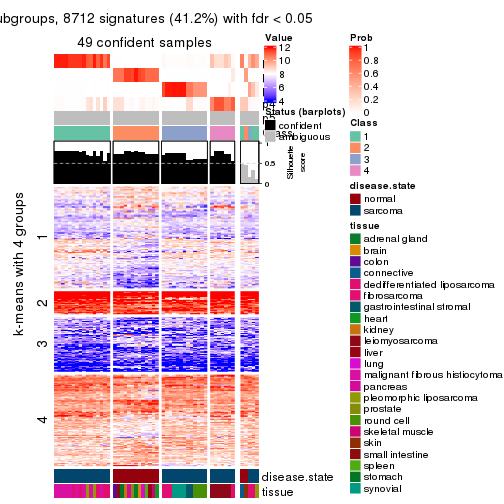 ubgroups, 8712 signatures (41.2%) with fdr < 0.05
49 confident samples
k-means with 4 groups
1
2
3
4
0.5
0
Silhouette
score
disease.state
tissue
Value
12
10
8
6
4
Status (barplots)
confident
ambiguous
Prob
1
0.8
0.6
0.4
0.2
0
Class
1
2
3
4
disease.state
normal
sarcoma
tissue
adrenal gland
brain
colon
connective
dedifferentiated liposarcoma
fibrosarcoma
gastrointestinal stromal
heart
kidney
leiomyosarcoma
liver
lung
malignant fibrous histiocytoma
pancreas
pleomorphic liposarcoma
prostate
round cell
skeletal muscle
skin
small intestine
spleen
stomach
synovial